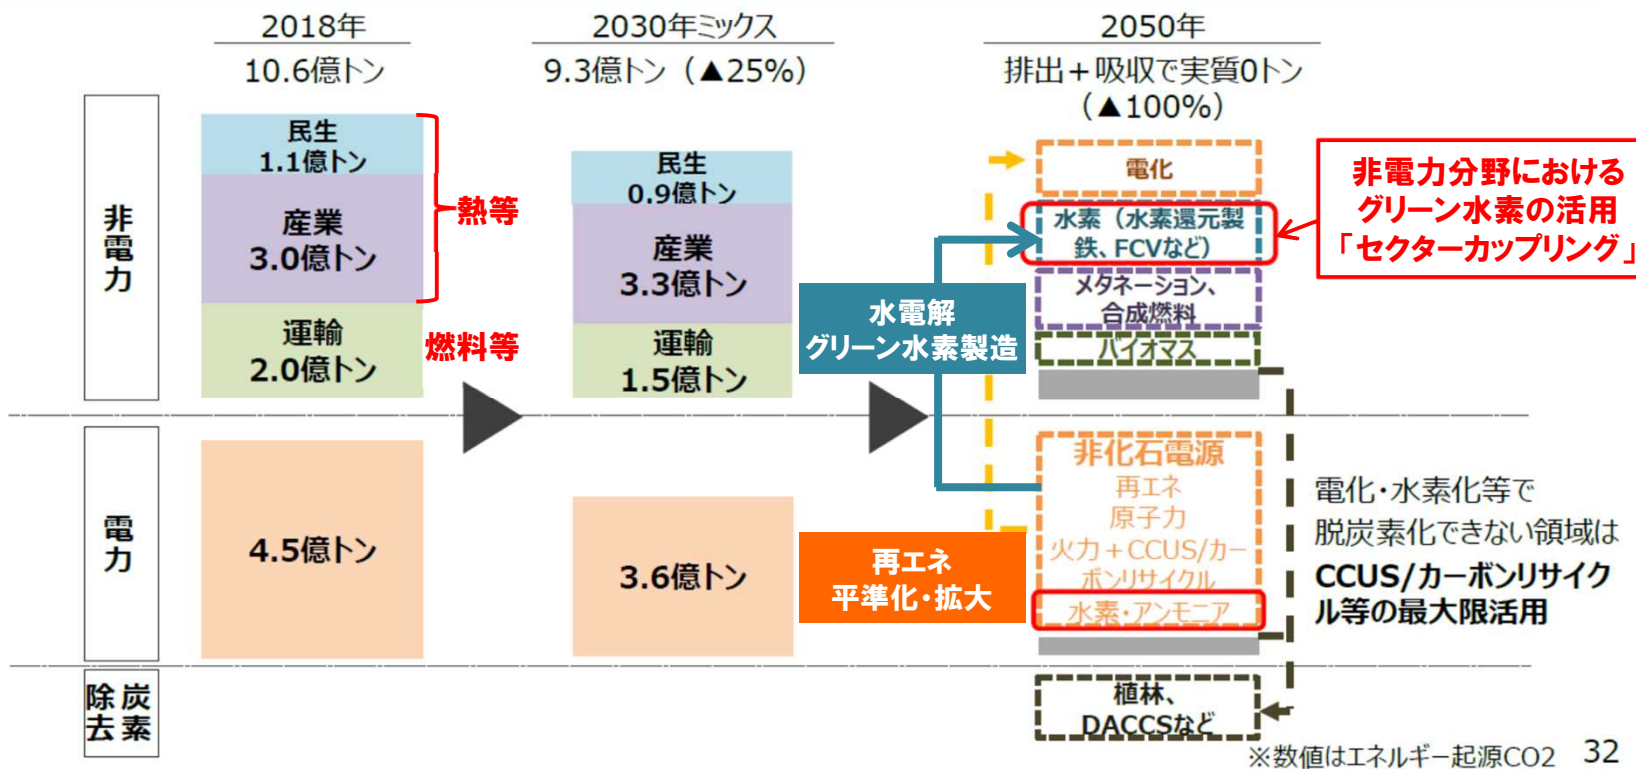 2018年
10.6億トン
2030年ミックス
9.3億トン（▲25%）
2050年
排出＋吸収で実質0トン
（▲100%）
非電力
民生
1.1億トン
産業
3.0億トン
運輸
2.0億トン
熱等
燃料等
民生
0.9億トン
産業
3.3億トン
運輸
1.5億トン
水電解
グリーン水素製造
電化
水素（水素還元製
鉄、FCVなど）
メタネーション、
合成燃料
バイオマス
非電力分野における
グリーン水素の活用
「セクターカップリング」
電力
4.5億トン
3.6億トン
再エネ
平準化・拡大
非化石電源
再エネ
原子力
火力＋CCUS/カー
ボンリサイクル
水素・アンモニア
電化・水素化等で
脱炭素化できない領域は
CCUS/カーボンリサイク
ル等の最大限活用
炭素除去
植林、
DACCSなど
※数値はエネルギー起源CO2
32